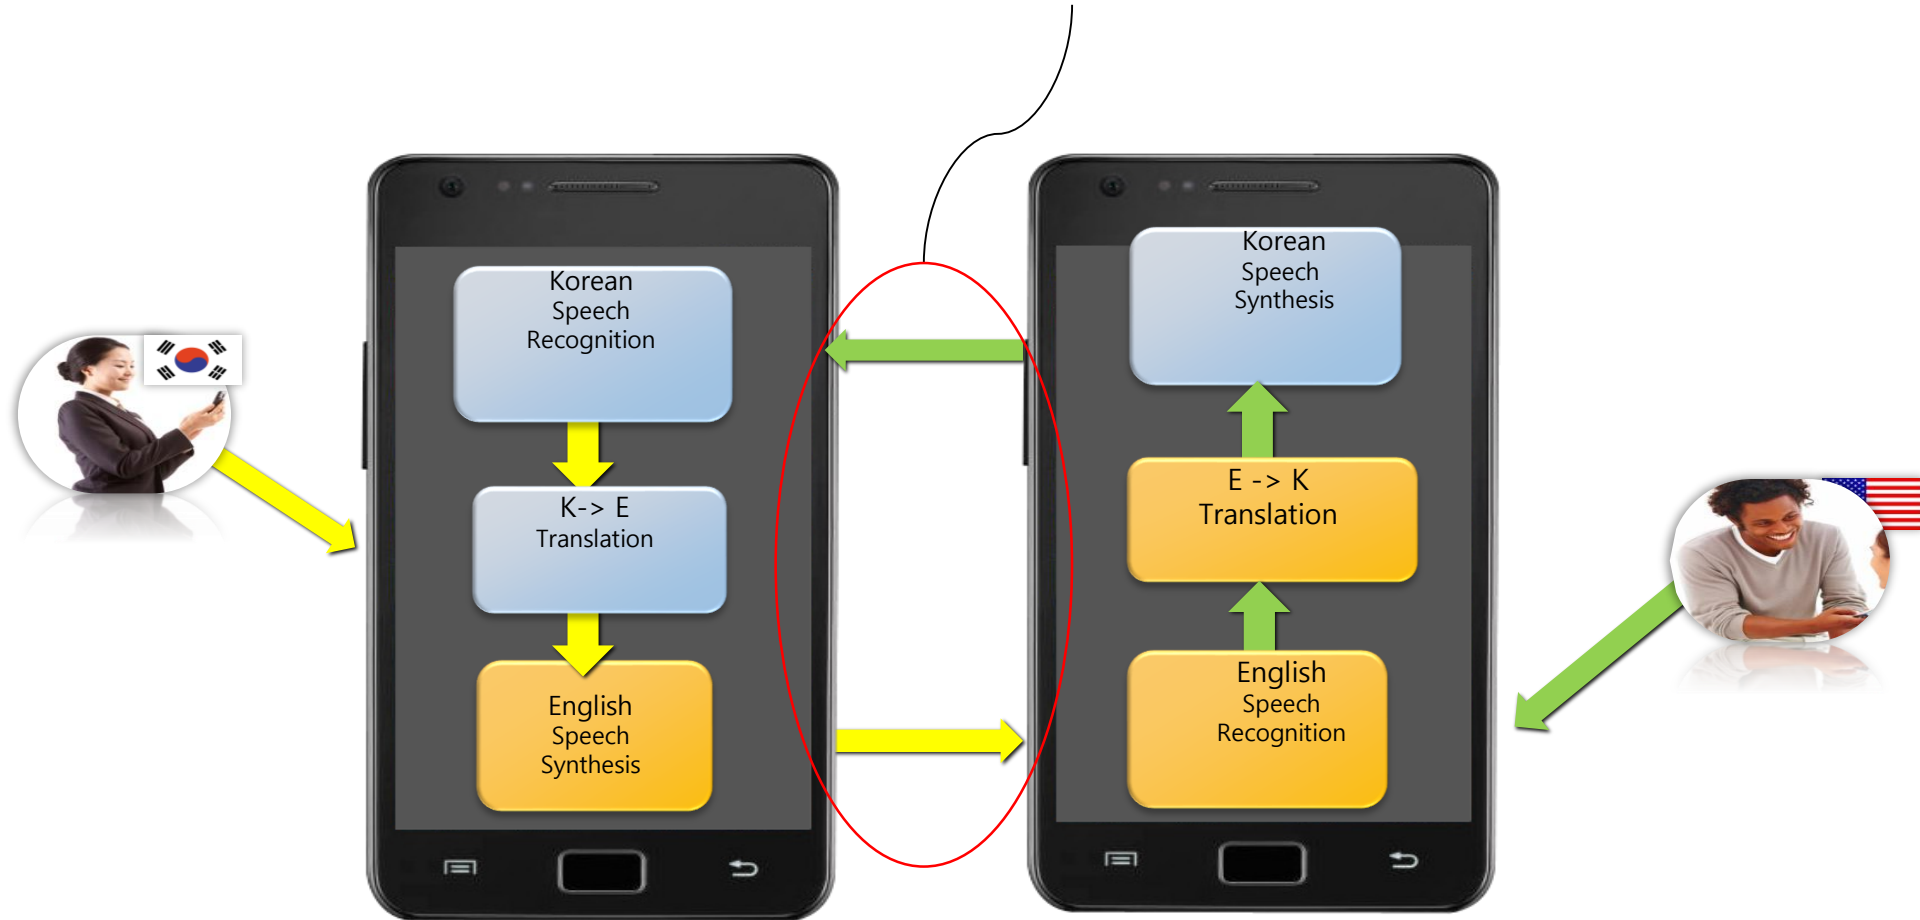 Korean
Speech
Recognition
K-> E
Translation
English
Speech
Synthesis
Korean
Speech
Synthesis
E -> K
Translation
English
Speech
Recognition